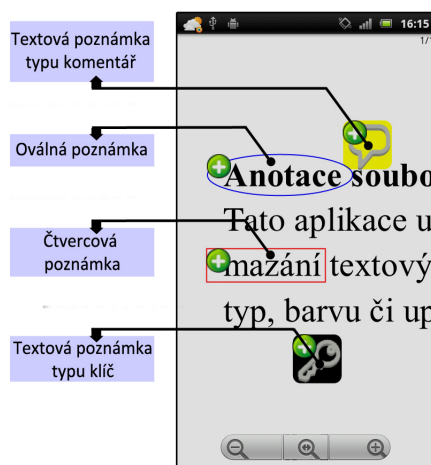 16:15
1/1
Textová poznámka
typu komentář
Oválná poznámka
Anotace soubo
Tato aplikace u
Čtvercová
poznámka
mazání textový
typ, barvu či up
Textová poznámka
typu klíč